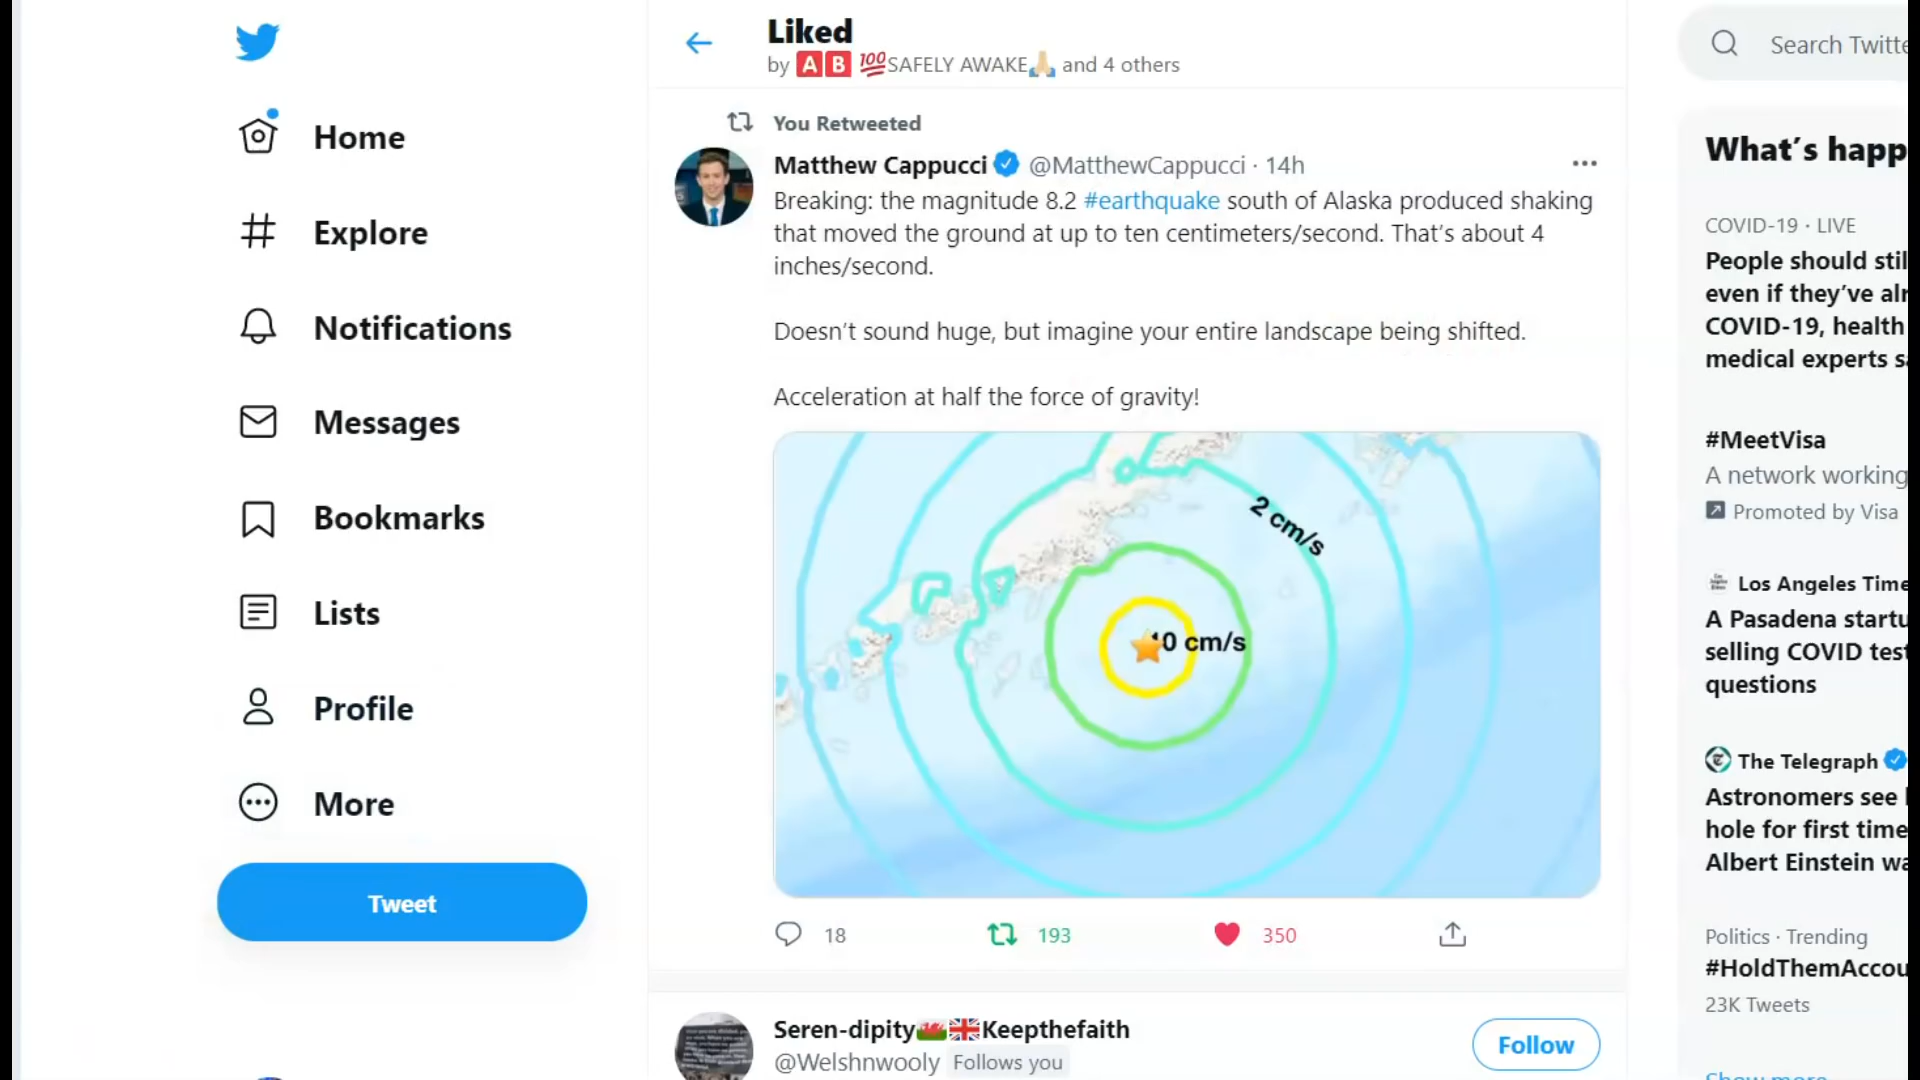 Home
Explore
Notifications
Messages
Bookmarks
Lists
Profile
More
Tweet
Liked
by AB 💯SAFELY AWAKE🙏🏼 and 4 others
You Retweeted
Matthew Cappucci @MatthewCappucci · 14h
Breaking: the magnitude 8.2 #earthquake south of Alaska produced shaking
that moved the ground at up to ten centimeters/second. That's about 4
inches/second.
Doesn't sound huge, but imagine your entire landscape being shifted.
Acceleration at half the force of gravity!
2 cm/s
10 cm/s
18
193
350
Seren-dipity🏴󠁧󠁢󠁷󠁬󠁳󠁿🇬🇧Keepthefaith
@Welshnwooly Follows you
Follow
Search Twitte
What's happ
COVID-19 · LIVE
People should stil
even if they've alr
COVID-19, health
medical experts s
#MeetVisa
A network working
Promoted by Visa
Los Angeles Time
A Pasadena startu
selling COVID test
questions
The Telegraph
Astronomers see
hole for first time
Albert Einstein wa
Politics · Trending
#HoldThemAccou
23K Tweets
Show more